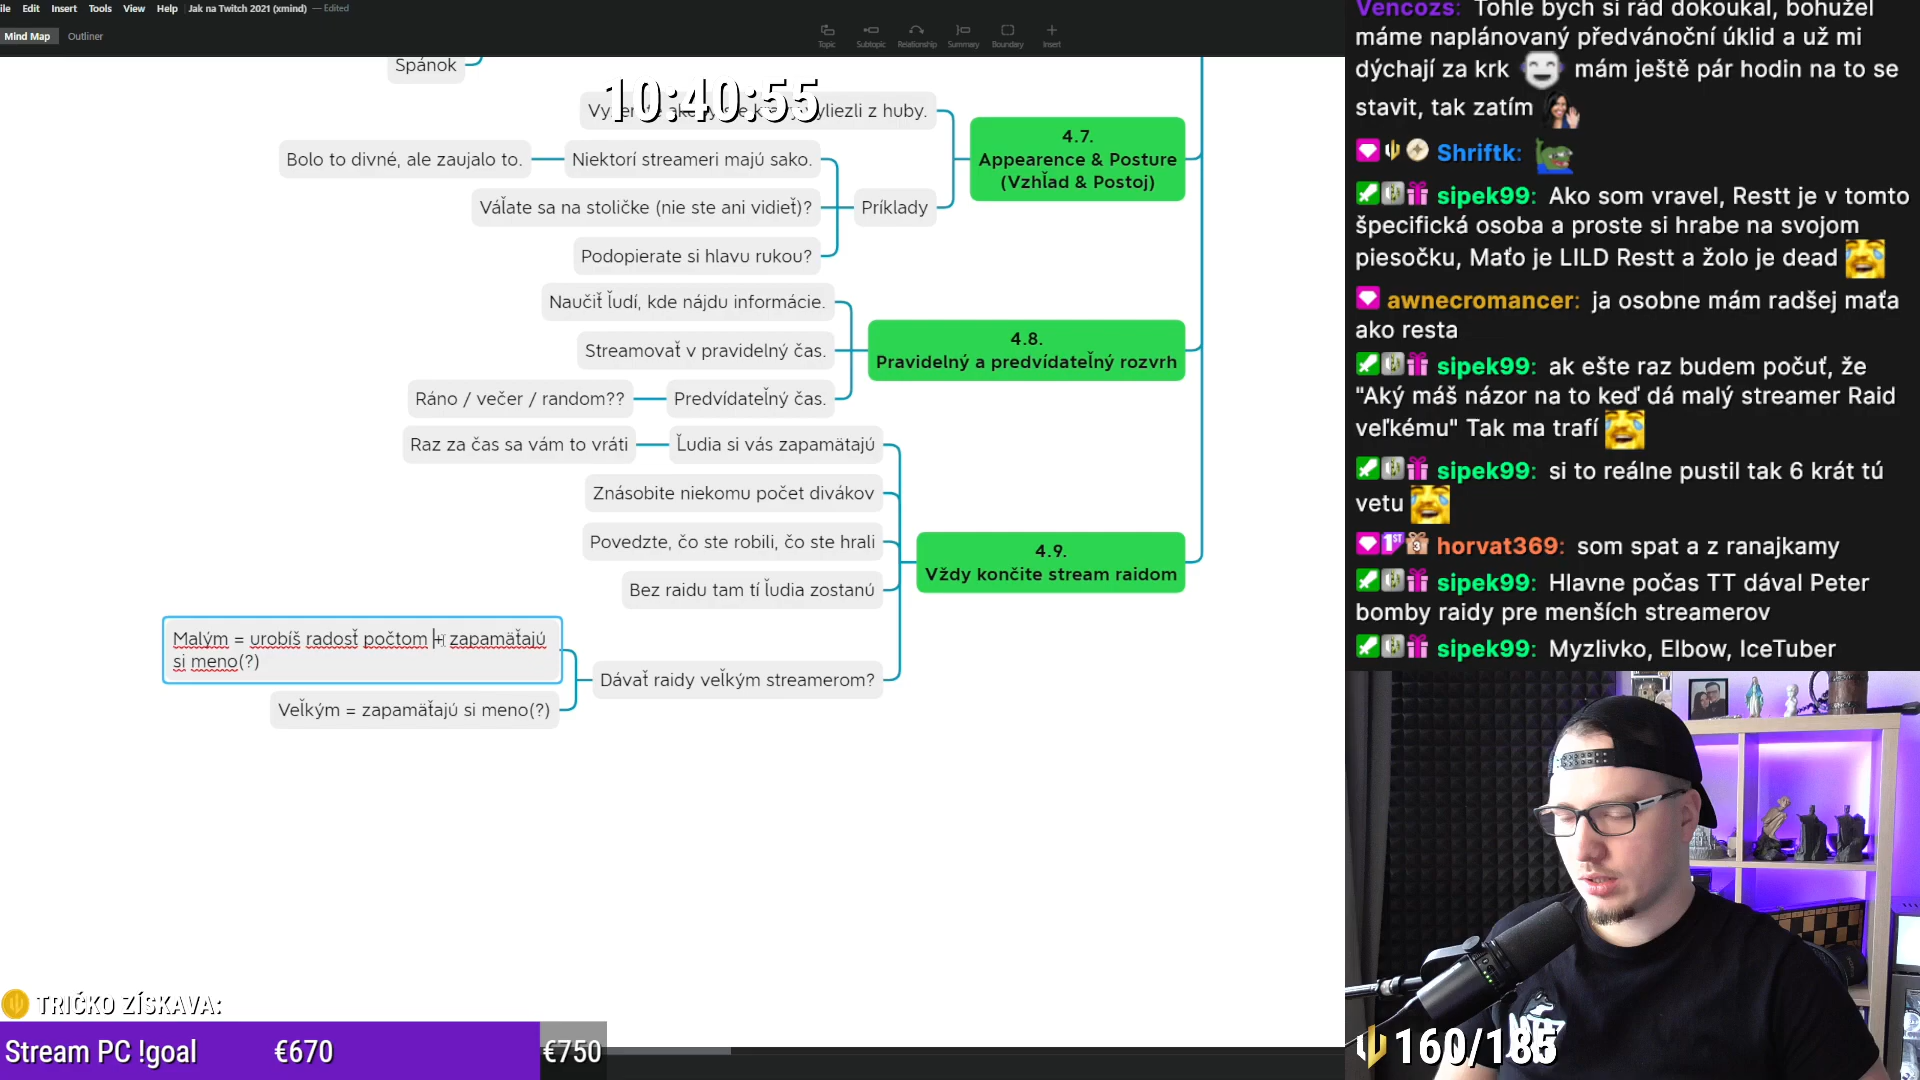 ile Edit Insert Tools View Help Jak na Twitch 2021 (xmind) — Edited
Mind Map Outliner
Topic Subtopic Relationship Summary Boundary Insert
Spánok
10:40:55
yliezli z huby.
4.7.
Appearence & Posture
(Vzhľad & Postoj)
Bolo to divné, ale zaujalo to.
Niektorí streameri majú sako.
Váľate sa na stoličke (nie ste ani vidieť)?
Príklady
Podopierate si hlavu rukou?
Naučiť ľudí, kde nájdu informácie.
4.8.
Pravidelný a predvídateľný rozvrh
Streamovať v pravidelný čas.
Ráno / večer / random??
Predvídateľný čas.
Raz za čas sa vám to vráti
Ľudia si vás zapamätajú
Znásobite niekomu počet divákov
Povedzte, čo ste robili, čo ste hrali
4.9.
Vždy končite stream raidom
Bez raidu tam tí ľudia zostanú
Malým = urobíš radosť počtom + zapamäťajú
si meno(?)
Dávať raidy veľkým streamerom?
Veľkým = zapamäťajú si meno(?)
TRIČKO ZÍSKAVA:
Stream PC !goal €670 €750
Vencozs: Tohle bych si rád dokoukal, bohužel
máme naplánovaný předvánoční úklid a už mi
dýchají za krk mám ještě pár hodin na to se
stavit, tak zatím
Shriftk:
sipek99: Ako som vravel, Restt je v tomto
špecifická osoba a proste si hrabe na svojom
piesočku, Maťo je LILD Restt a žolo je dead
awnecromancer: ja osobne mám radšej maťa
ako resta
sipek99: ak ešte raz budem počuť, že
"Aký máš názor na to keď dá malý streamer Raid
veľkému" Tak ma trafí
sipek99: si to reálne pustil tak 6 krát tú
vetu
horvat369: som spat a z ranajkamy
sipek99: Hlavne počas TT dával Peter
bomby raidy pre menších streamerov
sipek99: Myzlivko, Elbow, IceTuber
160/185